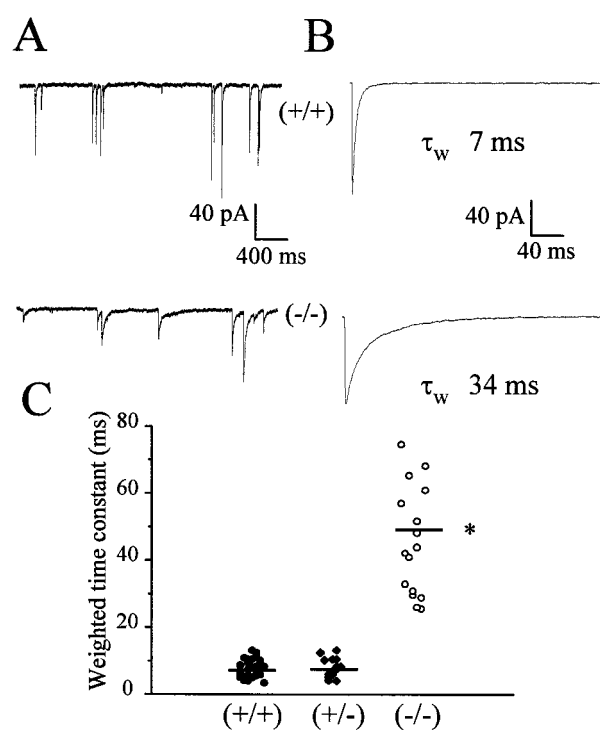 A
B
(+/+)
τw 7 ms
40 pA
400 ms
40 pA
40 ms
(-/-)
τw 34 ms
C
Weighted time constant (ms)
80
60
40
20
0
*
(+/+) (+/-) (-/-)